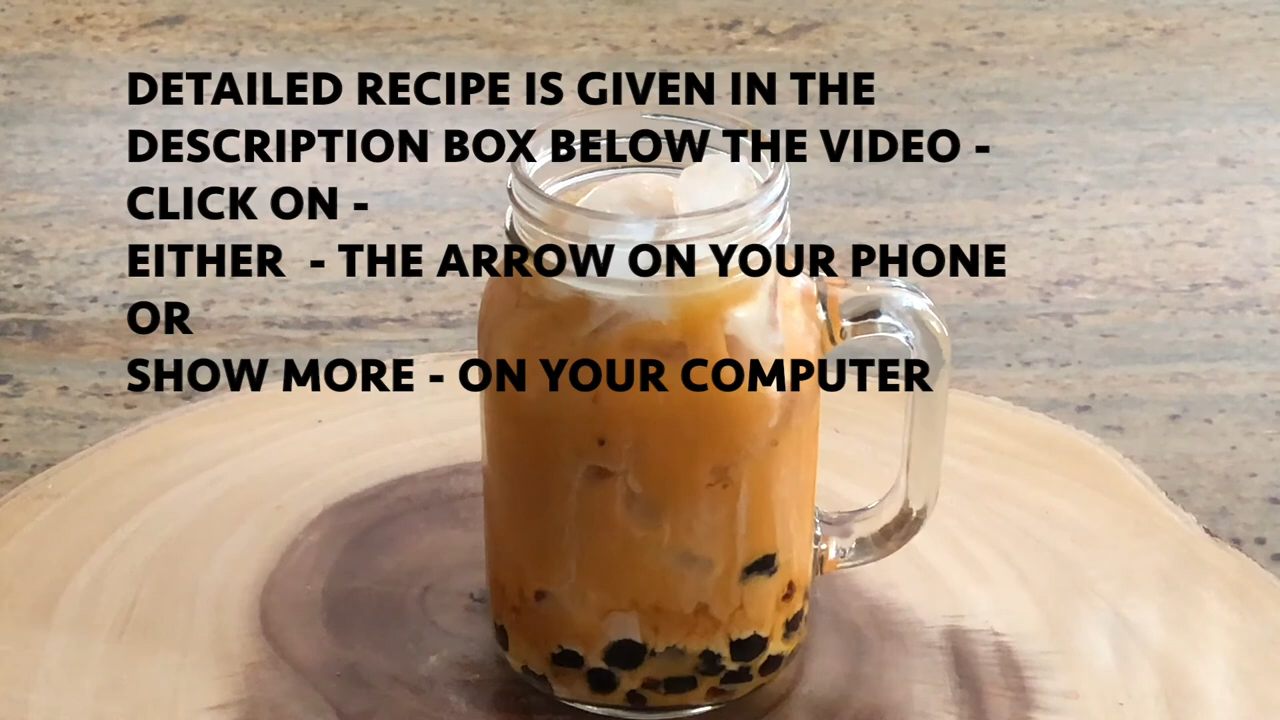 DETAILED RECIPE IS GIVEN IN THE
DESCRIPTION BOX BELOW THE VIDEO -
CLICK ON -
EITHER  - THE ARROW ON YOUR PHONE
OR
SHOW MORE - ON YOUR COMPUTER